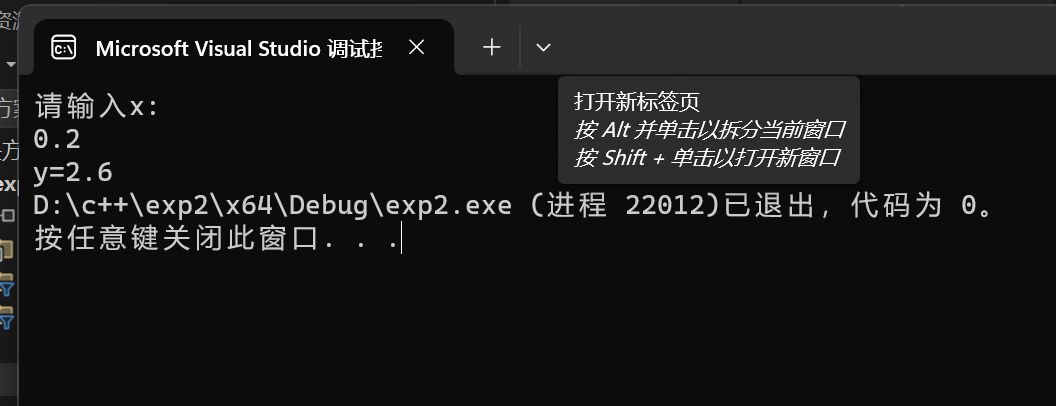 Microsoft Visual Studio 调试
打开新标签页
按 Alt 并单击以拆分当前窗口
按 Shift + 单击以打开新窗口
请输入x:
0.2
y=2.6
D:\c++\exp2\x64\Debug\exp2.exe (进程 22012)已退出，代码为 0。
按任意键关闭此窗口. . .